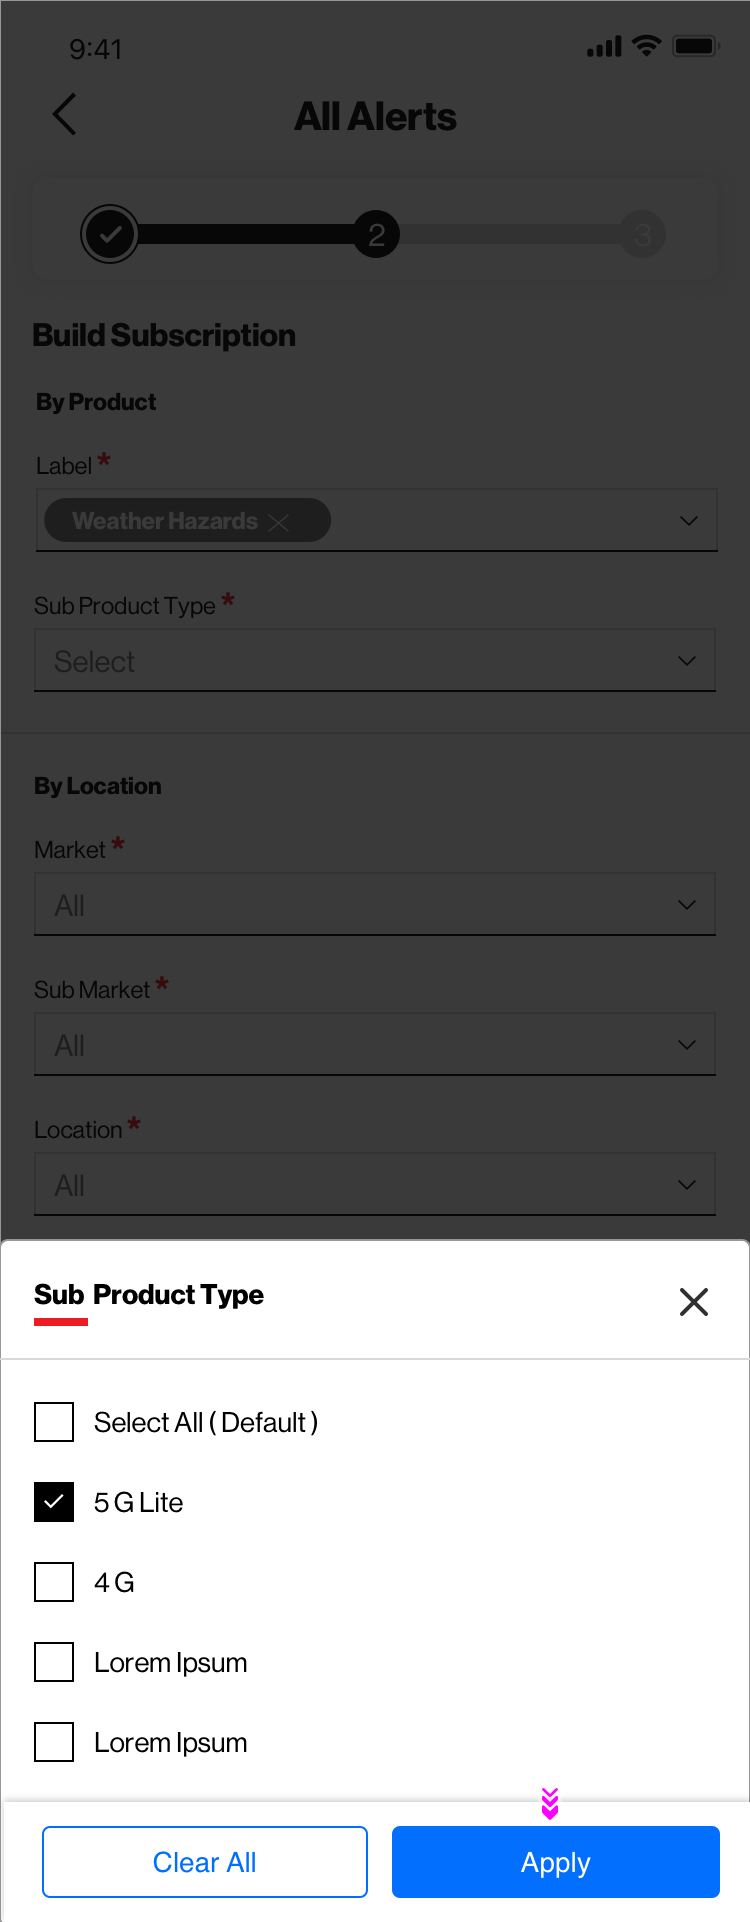 9:41
All Alerts
2
3
Build Subscription
By Product
Label *
Weather Hazards
Sub Product Type *
Select
By Location
Market *
All
Sub Market *
All
Location *
All
Sub Product Type
Select All ( Default )
5 G Lite
4 G
Lorem Ipsum
Lorem Ipsum
Clear All
Apply